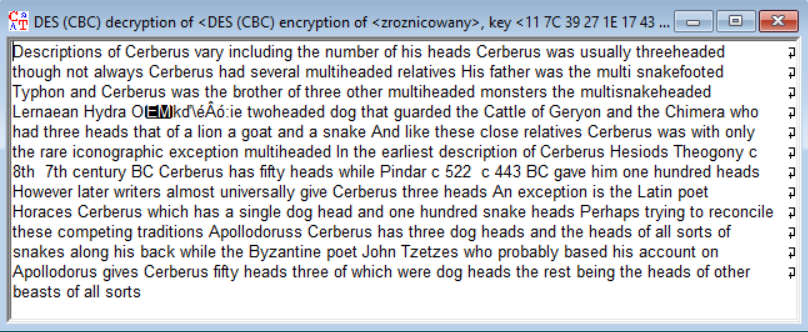 DES (CBC) decryption of <DES (CBC) encryption of <zroznicowany>, key <11 7C 39 27 1E 17 43 ...
Descriptions of Cerberus vary including the number of his heads Cerberus was usually threeheaded
though not always Cerberus had several multiheaded relatives His father was the multi snakefooted
Typhon and Cerberus was the brother of three other multiheaded monsters the multisnakeheaded
Lernaean Hydra twoheaded dog that guarded the Cattle of Geryon and the Chimera who
had three heads that of a lion a goat and a snake And like these close relatives Cerberus was with only
the rare iconographic exception multiheaded In the earliest description of Cerberus Hesiods Theogony c
8th  7th century BC Cerberus has fifty heads while Pindar c 522  c 443 BC gave him one hundred heads
However later writers almost universally give Cerberus three heads An exception is the Latin poet
Horaces Cerberus which has a single dog head and one hundred snake heads Perhaps trying to reconcile
these competing traditions Apollodoruss Cerberus has three dog heads and the heads of all sorts of
snakes along his back while the Byzantine poet John Tzetzes who probably based his account on
Apollodorus gives Cerberus fifty heads three of which were dog heads the rest being the heads of other
beasts of all sorts